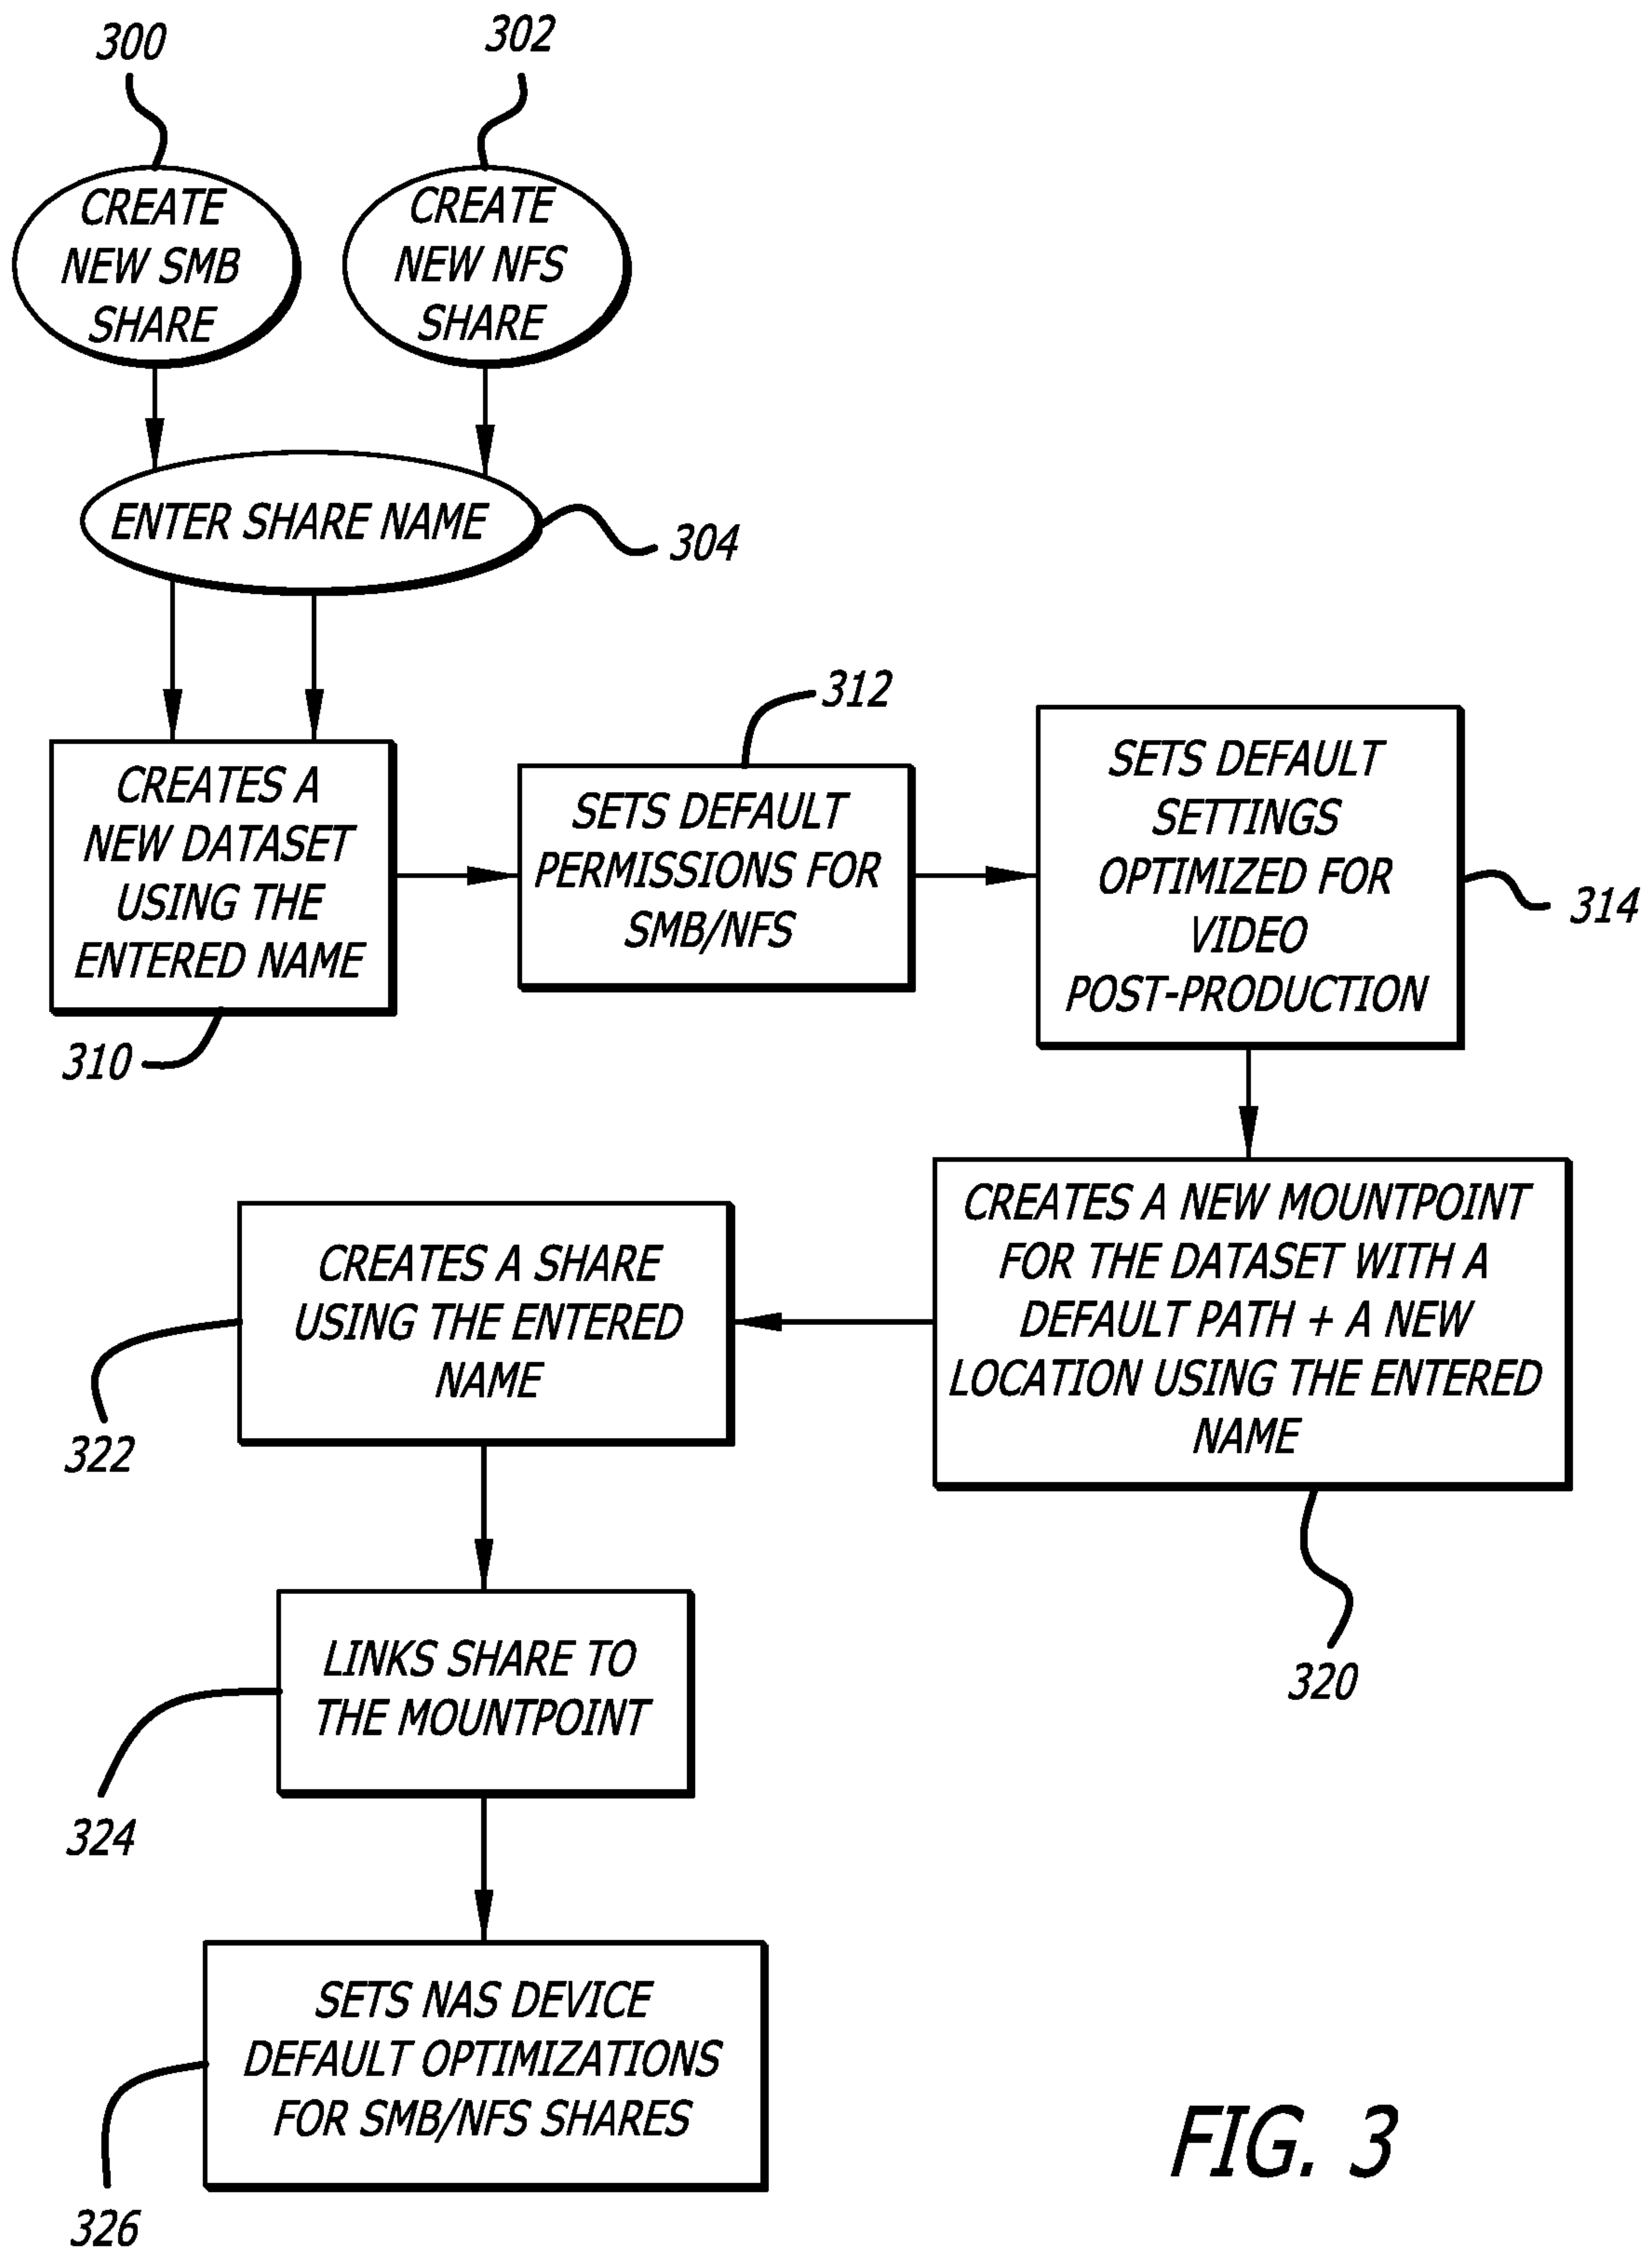 300
302
CREATE
NEW SMB
SHARE
CREATE
NEW NFS
SHARE
ENTER SHARE NAME
304
CREATES A
NEW DATASET
USING THE
ENTERED NAME
310
312
SETS DEFAULT
PERMISSIONS FOR
SMB/NFS
SETS DEFAULT
SETTINGS
OPTIMIZED FOR
VIDEO
POST-PRODUCTION
314
CREATES A NEW MOUNTPOINT
FOR THE DATASET WITH A
DEFAULT PATH + A NEW
LOCATION USING THE ENTERED
NAME
320
CREATES A SHARE
USING THE ENTERED
NAME
322
LINKS SHARE TO
THE MOUNTPOINT
324
SETS NAS DEVICE
DEFAULT OPTIMIZATIONS
FOR SMB/NFS SHARES
326
FIG. 3